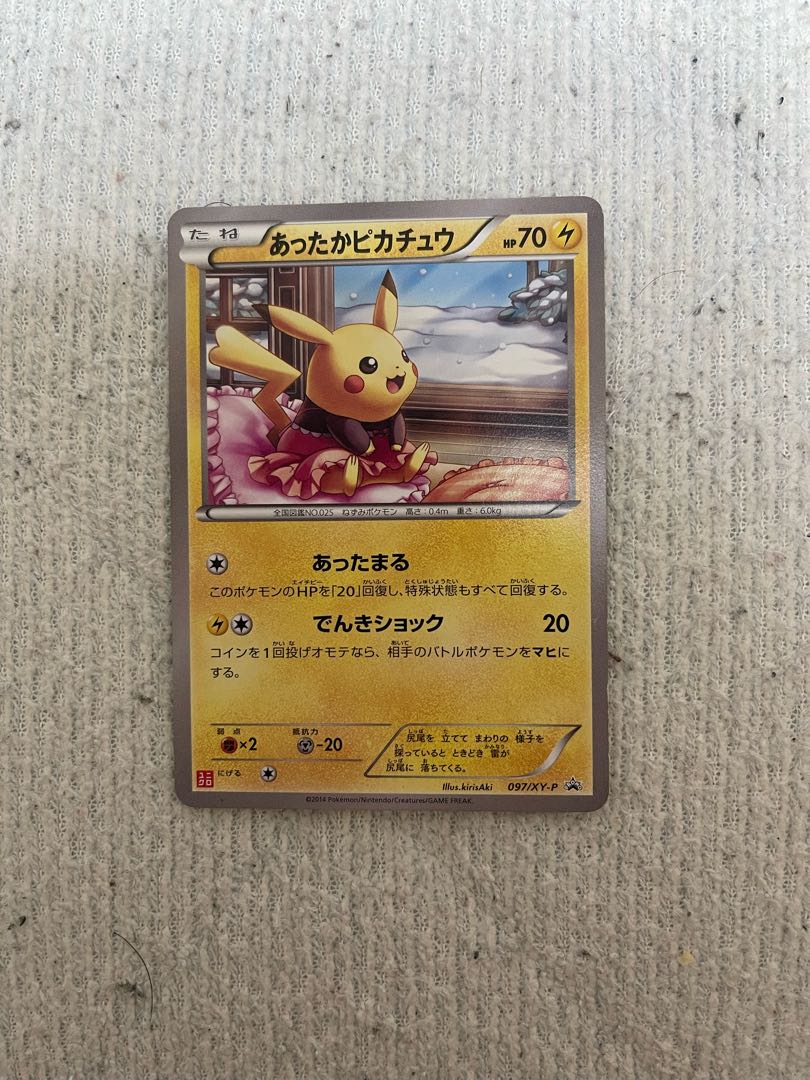 たね あったかピカチュウ HP70
全国図鑑NO.025 ねずみポケモン 高さ:0.4m 重さ:6.0kg
あったまる
このポケモンのHPを「20」回復し、特殊状態もすべて回復する。
でんきショック 20
コインを1回投げオモテなら、相手のバトルポケモンをマヒに
する。
弱点 抵抗力
×2 -20
にげる
尻尾を 立てて まわりの 様子を
探っていると ときどき 雷が
尻尾に 落ちてくる。
ユニ
クロ
Illus.kirisAki 097/XY-P
©2014 Pokémon/Nintendo/Creatures/GAME FREAK.